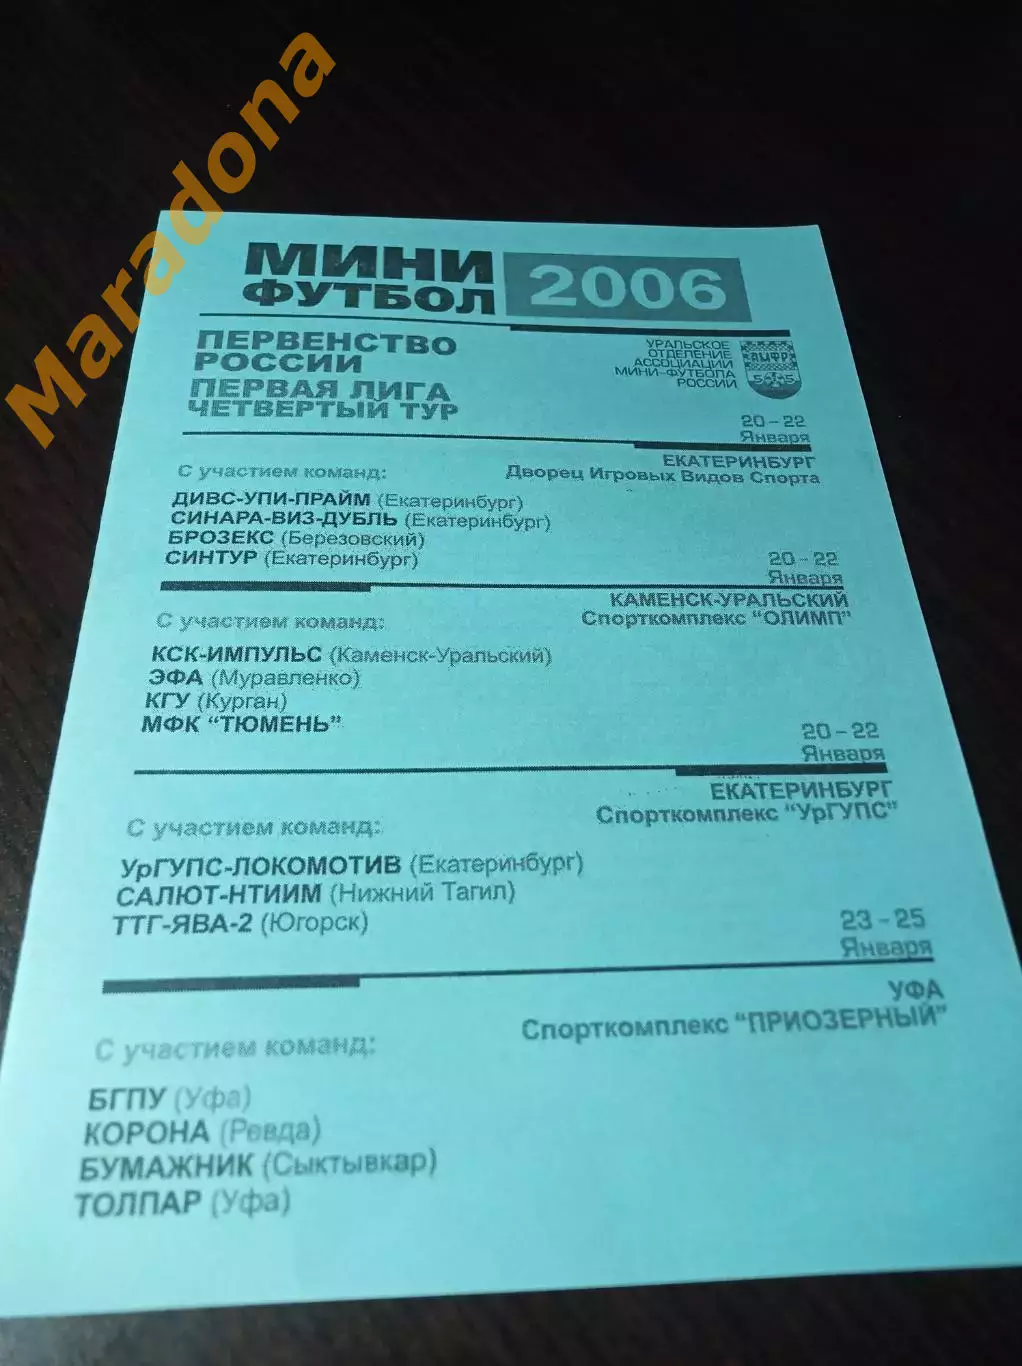 Maradona
МИНИ
ФУТБОЛ
2006
ПЕРВЕНСТВО
РОССИИ
ПЕРВАЯ ЛИГА
ЧЕТВЕРТЫЙ ТУР
УРАЛЬСКОЕ
ОТДЕЛЕНИЕ
АССОЦИАЦИИ
МИНИ-ФУТБОЛА
РОССИИ
АМФР
20-22
Января
ЕКАТЕРИНБУРГ
Дворец Игровых Видов Спорта
С участием команд:
ДИВС-УПИ-ПРАЙМ (Екатеринбург)
СИНАРА-ВИЗ-ДУБЛЬ (Екатеринбург)
БРОЗЕКС (Березовский)
СИНТУР (Екатеринбург)
20-22
Января
КАМЕНСК-УРАЛЬСКИЙ
Спорткомплекс "ОЛИМП"
С участием команд:
КСК-ИМПУЛЬС (Каменск-Уральский)
ЭФА (Муравленко)
КГУ (Курган)
МФК "ТЮМЕНЬ"
20-22
Января
ЕКАТЕРИНБУРГ
Спорткомплекс "УрГУПС"
С участием команд:
УрГУПС-ЛОКОМОТИВ (Екатеринбург)
САЛЮТ-НТИИМ (Нижний Тагил)
ТТГ-ЯВА-2 (Югорск)
23-25
Января
УФА
Спорткомплекс "ПРИОЗЕРНЫЙ"
С участием команд:
БГПУ (Уфа)
КОРОНА (Ревда)
БУМАЖНИК (Сыктывкар)
ТОЛПАР (Уфа)